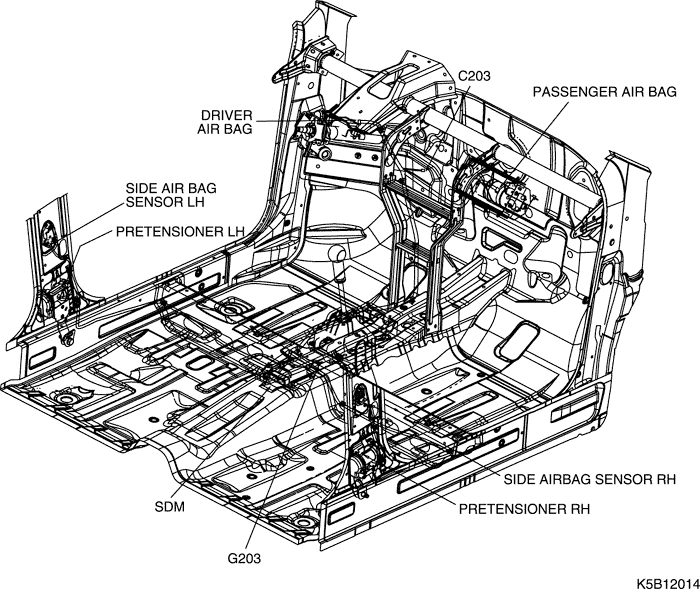 C203
PASSENGER AIR BAG
DRIVER
AIR BAG
SIDE AIR BAG
SENSOR LH
PRETENSIONER LH
SIDE AIRBAG SENSOR RH
SDM
PRETENSIONER RH
G203
K5B12014